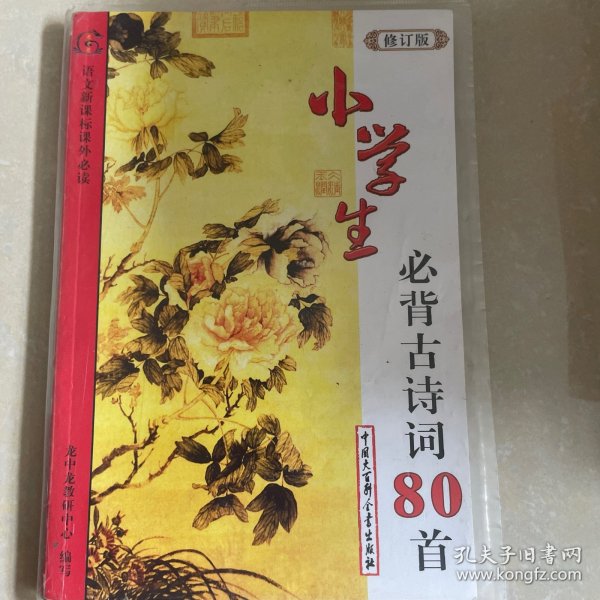 修订版
小学生
必背古诗词
80
首
语文新课标课外必读
龙中龙教研中心 编写
中国大百科全书出版社
孔夫子旧书网
www.kongfz.com